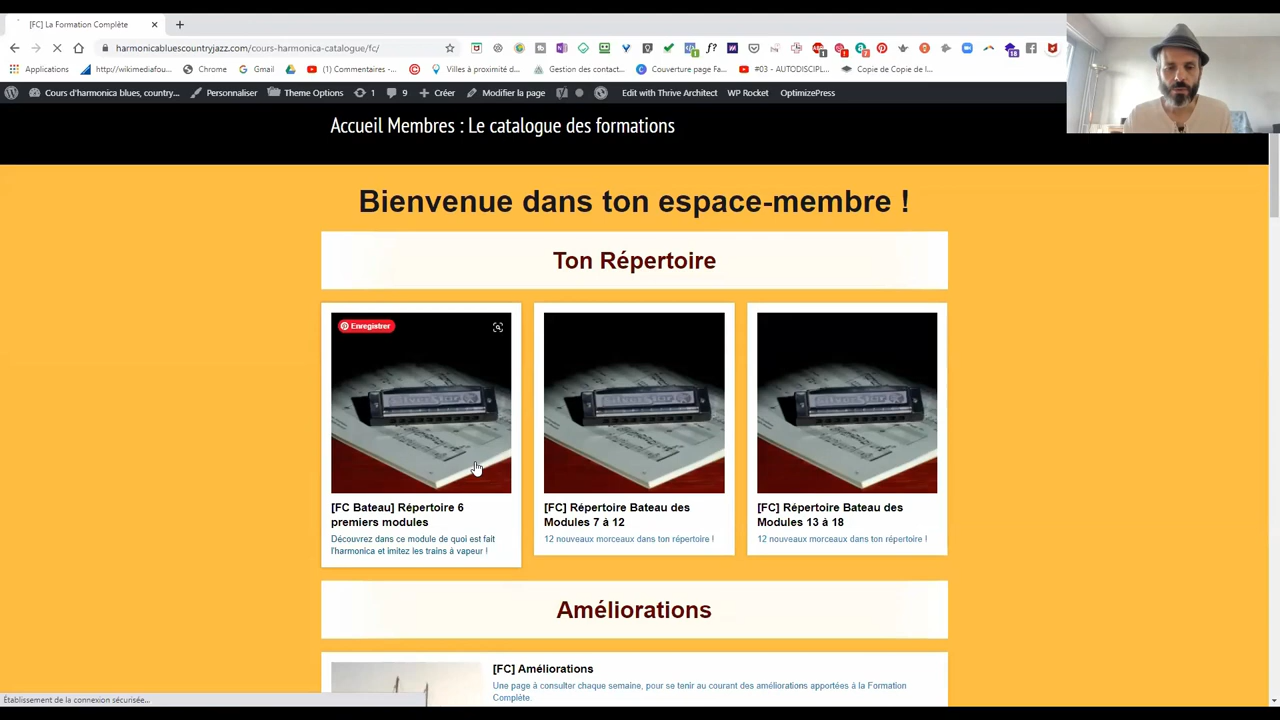 [FC] La Formation Complète
harmonicabluescountryjazz.com/cours-harmonica-catalogue/fc/
Applications http://wikimediafou... Chrome Gmail (1) Commentaires -... Villes à proximité d... Gestion des contact... Couverture page Fa... #03 - AUTODISCIPL... Copie de Copie de l...
Cours d'harmonica blues, country... Personnaliser Theme Options 1 9 Créer Modifier la page Edit with Thrive Architect WP Rocket OptimizePress
Accueil Membres : Le catalogue des formations
Bienvenue dans ton espace-membre !
Ton Répertoire
Enregistrer
[FC Bateau] Répertoire 6
premiers modules
Découvrez dans ce module de quoi est fait
l'harmonica et imitez les trains à vapeur !
[FC] Répertoire Bateau des
Modules 7 à 12
12 nouveaux morceaux dans ton répertoire !
[FC] Répertoire Bateau des
Modules 13 à 18
12 nouveaux morceaux dans ton répertoire !
Améliorations
[FC] Améliorations
Une page à consulter chaque semaine, pour se tenir au courant des améliorations apportées à la Formation
Complète.
Établissement de la connexion sécurisée...